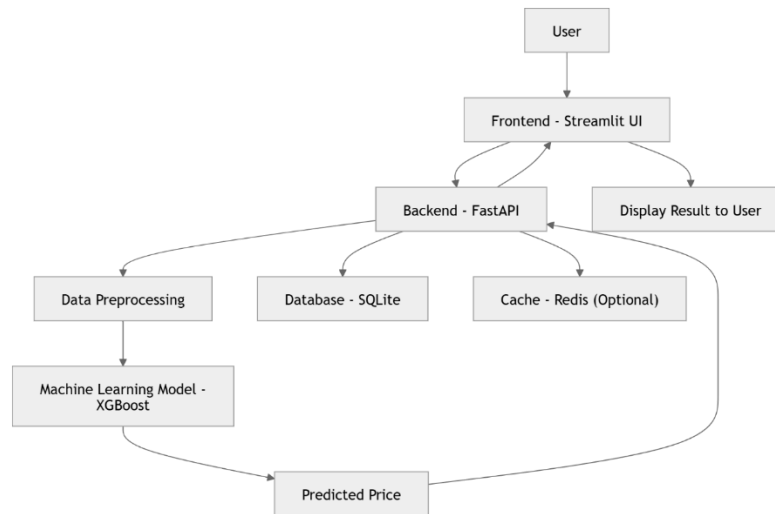 User
Frontend - Streamlit UI
Backend - FastAPI
Display Result to User
Data Preprocessing
Database - SQLite
Cache - Redis (Optional)
Machine Learning Model -
XGBoost
Predicted Price